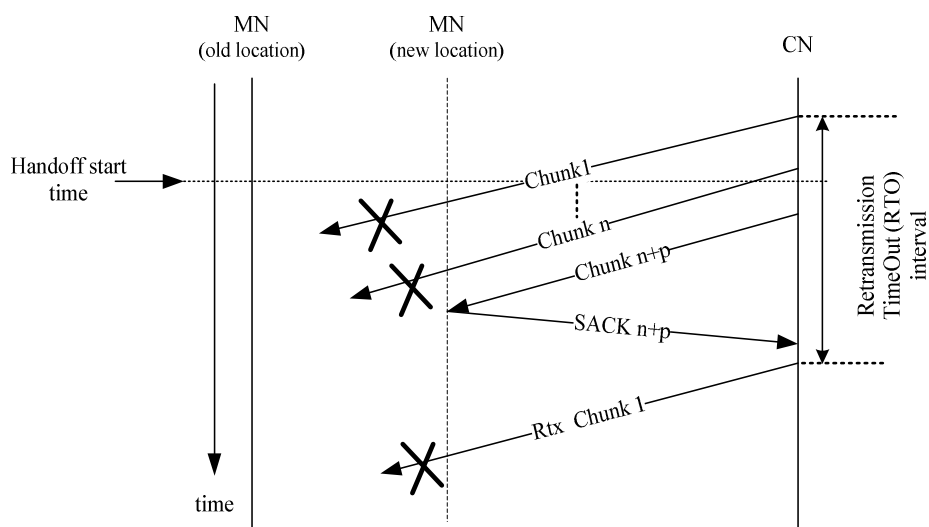 MN
(old location)
MN
(new location)
CN
Handoff start
time
Chunk1
Chunk n
Chunk n+p
SACK n+p
Rtx Chunk 1
Retransmission
TimeOut (RTO)
interval
time